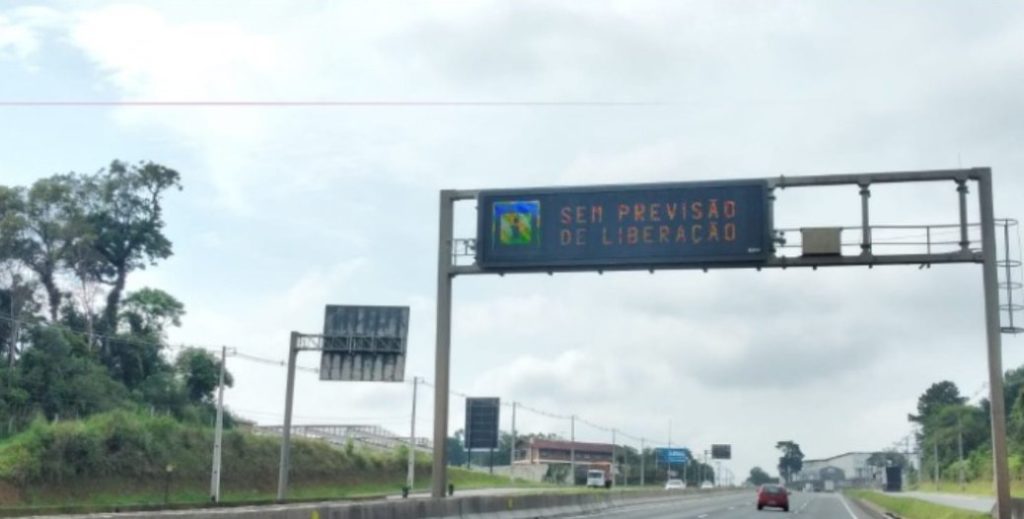 SEM PREVISÃO
DE LIBERAÇÃO